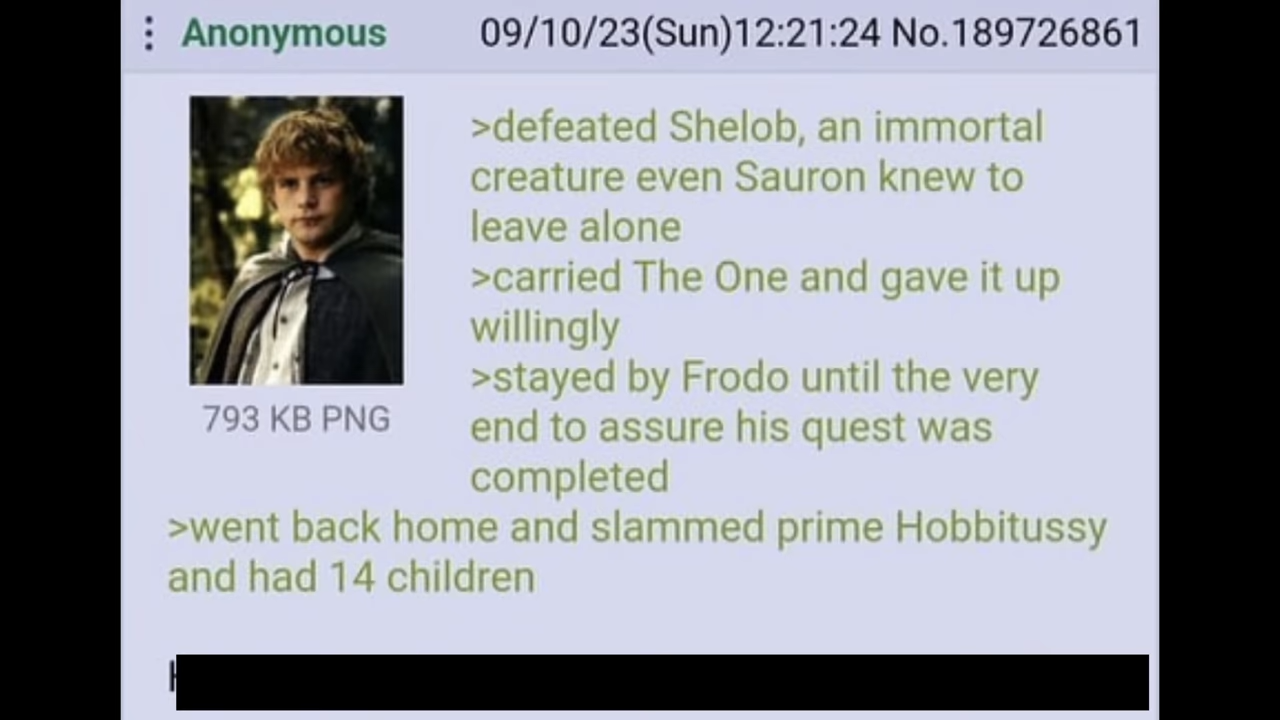 Anonymous 09/10/23(Sun)12:21:24 No.189726861
>defeated Shelob, an immortal
creature even Sauron knew to
leave alone
>carried The One and gave it up
willingly
>stayed by Frodo until the very
end to assure his quest was
completed
793 KB PNG
>went back home and slammed prime Hobbitussy
and had 14 children